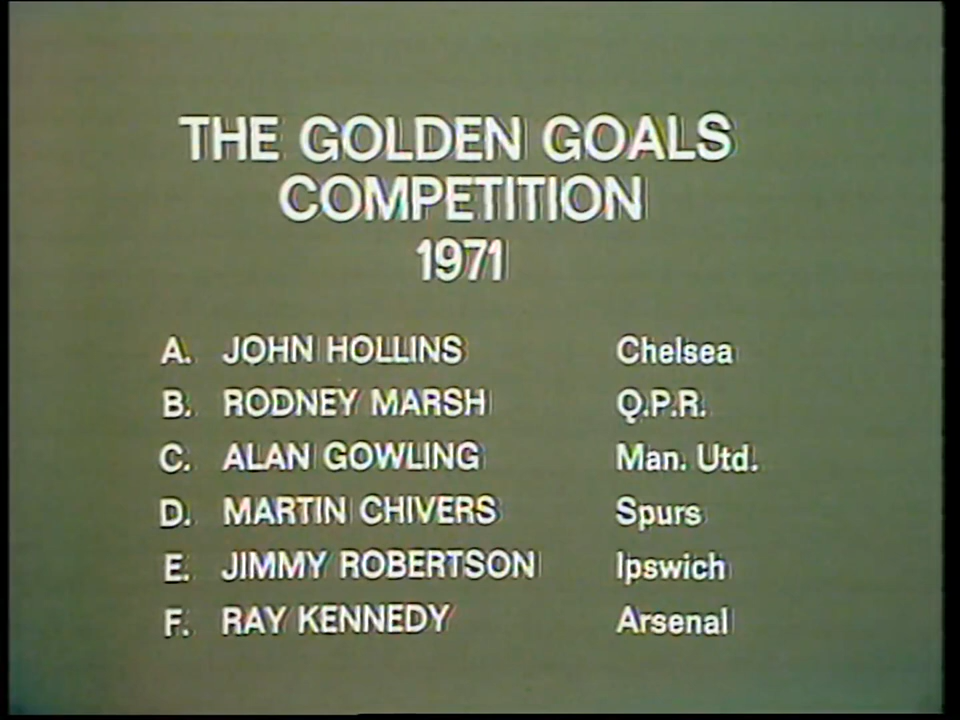 THE GOLDEN GOALS
COMPETITION
1971
A. JOHN HOLLINS Chelsea
B. RODNEY MARSH Q.P.R.
C. ALAN GOWLING Man. Utd.
D. MARTIN CHIVERS Spurs
E. JIMMY ROBERTSON Ipswich
F. RAY KENNEDY Arsenal